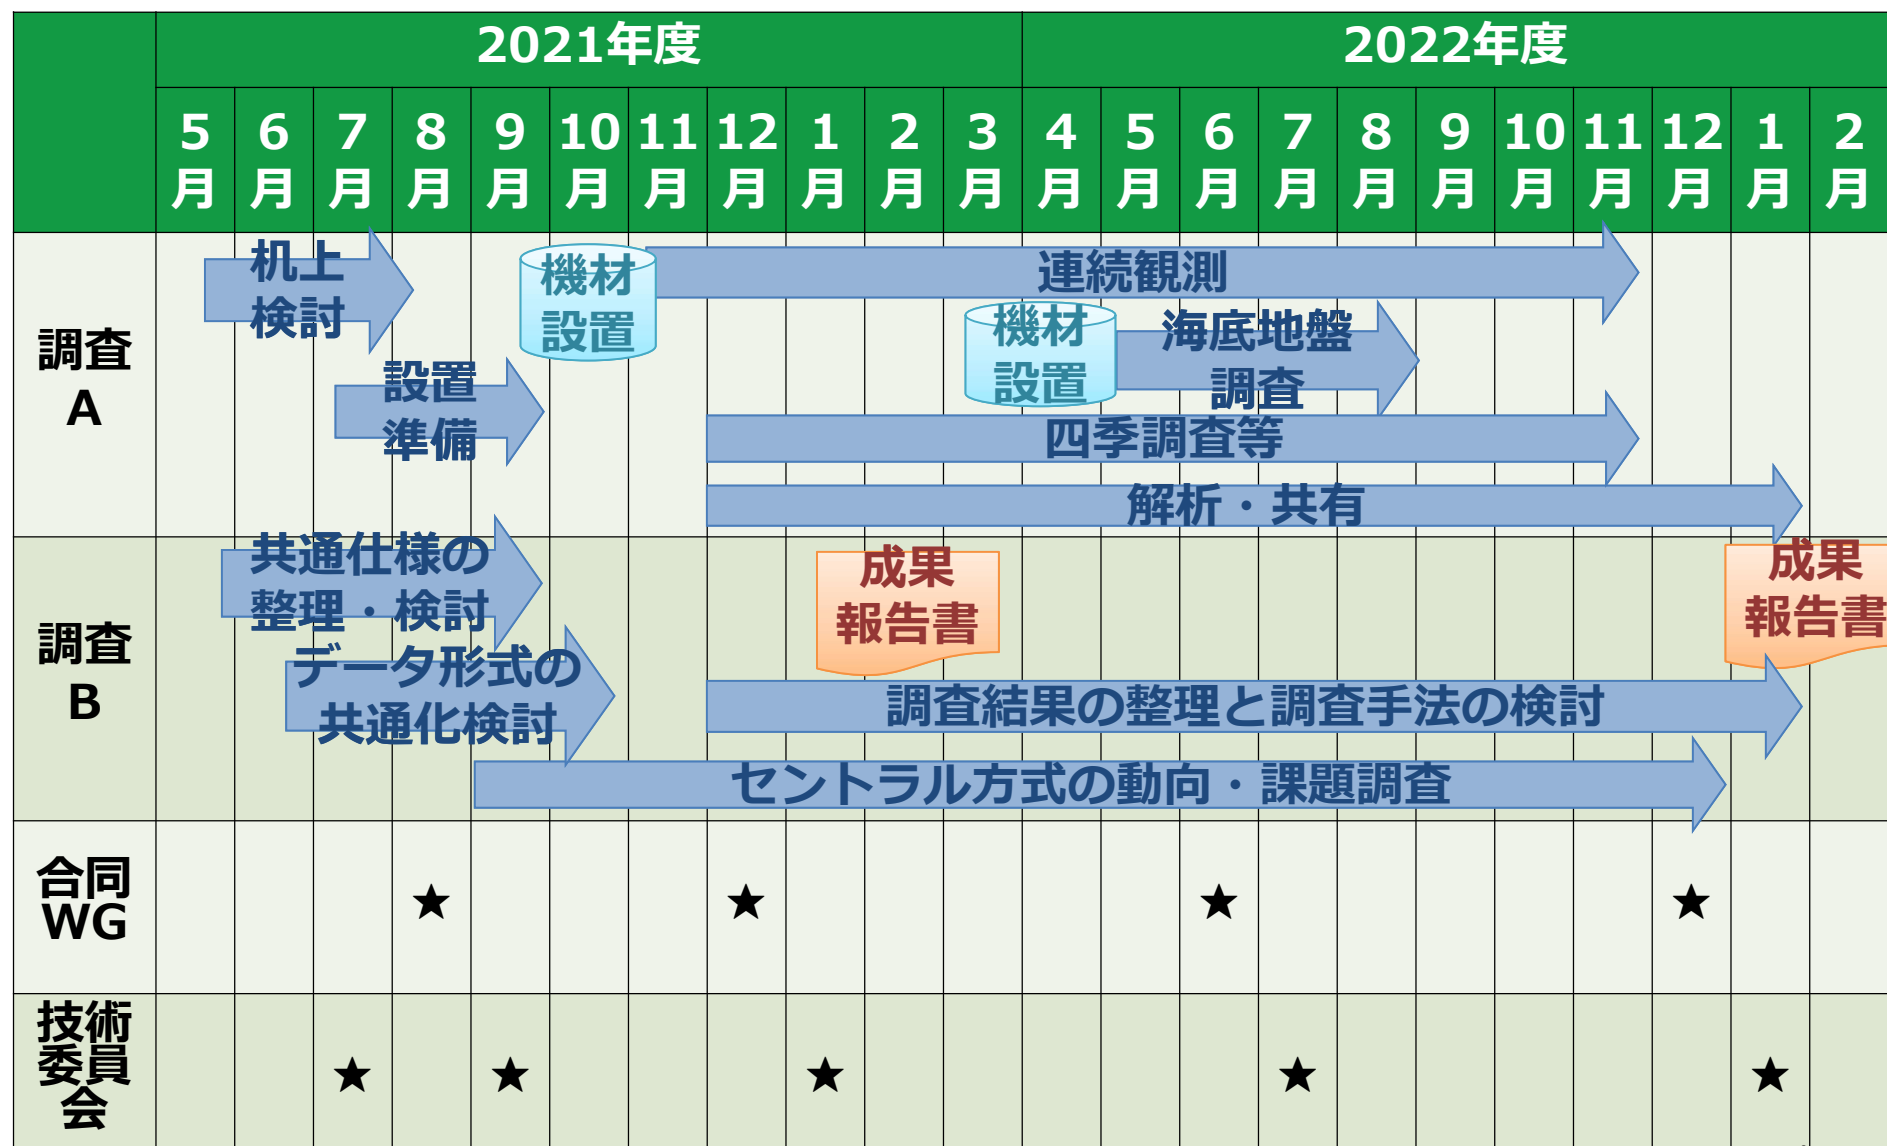 2021年度
2022年度
5
月
6
月
7
月
8
月
9
月
10
月
11
月
12
月
1
月
2
月
3
月
4
月
5
月
6
月
7
月
8
月
9
月
10
月
11
月
12
月
1
月
2
月
調査
A
机上
検討
機材
設置
連続観測
機材
設置
海底地盤
調査
設置
準備
四季調査等
解析・共有
調査
B
共通仕様の
整理・検討
成果
報告書
成果
報告書
データ形式の
共通化検討
調査結果の整理と調査手法の検討
セントラル方式の動向・課題調査
合同
WG
★
★
★
★
技術
委員
会
★
★
★
★
★